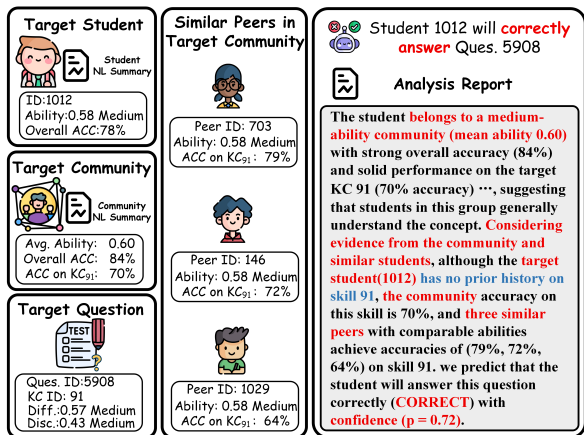 Target Student
Student
NL Summary
ID:1012
Ability:0.58 Medium
Overall ACC:78%
Target Community
Community
NL Summary
Avg. Ability: 0.60
Overall ACC: 84%
ACC on KC91: 70%
Target Question
TEST
Ques. ID:5908
KC ID: 91
Diff.:0.57 Medium
Disc.:0.43 Medium
Similar Peers in
Target Community
Peer ID: 703
Ability: 0.58 Medium
ACC on KC91: 79%
Peer ID: 146
Ability: 0.58 Medium
ACC on KC91: 72%
Peer ID: 1029
Ability: 0.58 Medium
ACC on KC91: 64%
Student 1012 will correctly
answer Ques. 5908
Analysis Report
The student belongs to a medium-
ability community (mean ability 0.60)
with strong overall accuracy (84%)
and solid performance on the target
KC 91 (70% accuracy) ···, suggesting
that students in this group generally
understand the concept. Considering
evidence from the community and
similar students, although the target
student(1012) has no prior history on
skill 91, the community accuracy on
this skill is 70%, and three similar
peers with comparable abilities
achieve accuracies of (79%, 72%,
64%) on skill 91. we predict that the
student will answer this question
correctly (CORRECT) with
confidence (p = 0.72).